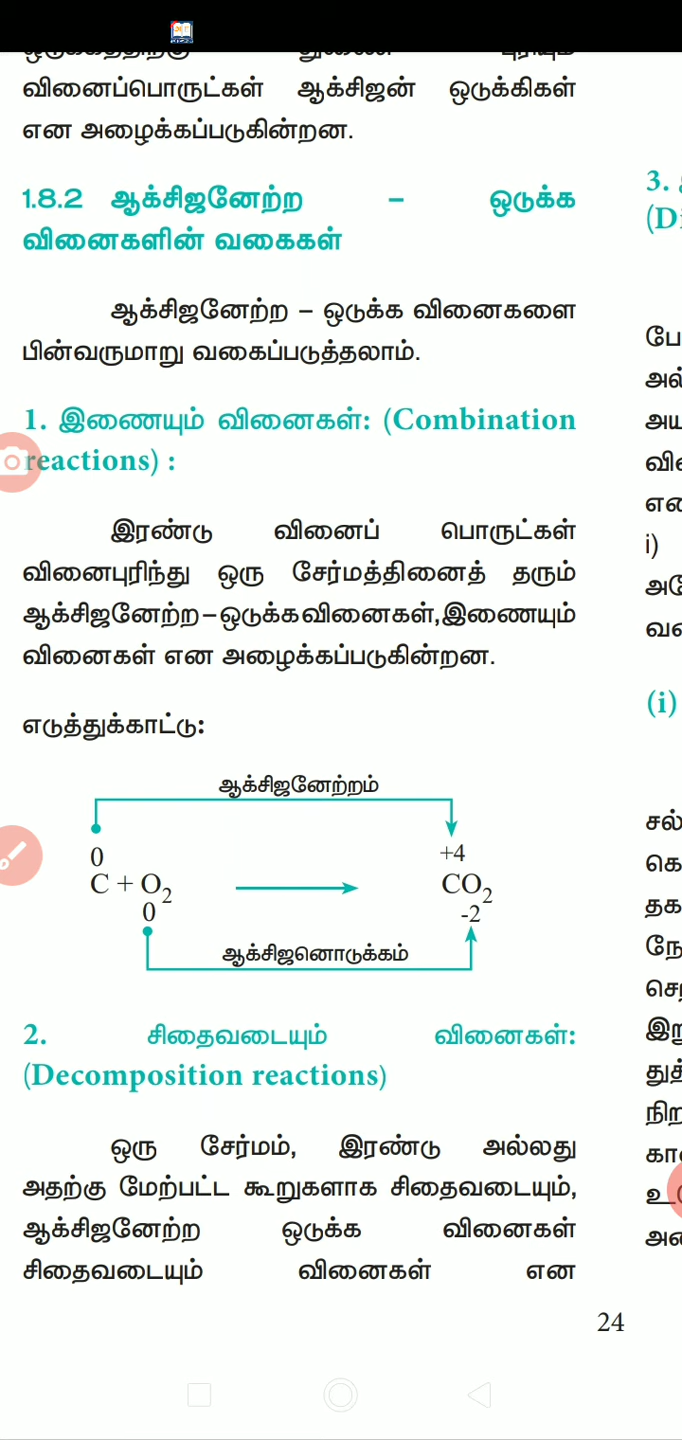 வினைப்பொருட்கள் ஆக்சிஜன் ஒடுக்கிகள்
என அழைக்கப்படுகின்றன.
1.8.2 ஆக்சிஜனேற்ற – ஒடுக்க
வினைகளின் வகைகள்
ஆக்சிஜனேற்ற – ஒடுக்க வினைகளை
பின்வருமாறு வகைப்படுத்தலாம்.
1. இணையும் வினைகள்: (Combination
reactions) :
இரண்டு வினைப் பொருட்கள்
வினைபுரிந்து ஒரு சேர்மத்தினைத் தரும்
ஆக்சிஜனேற்ற–ஒடுக்கவினைகள்,இணையும்
வினைகள் என அழைக்கப்படுகின்றன.
எடுத்துக்காட்டு:
ஆக்சிஜனேற்றம்
0 +4
C + O2 CO2
0 -2
ஆக்சிஜனொடுக்கம்
2. சிதைவடையும் வினைகள்:
(Decomposition reactions)
ஒரு சேர்மம், இரண்டு அல்லது
அதற்கு மேற்பட்ட கூறுகளாக சிதைவடையும்,
ஆக்சிஜனேற்ற ஒடுக்க வினைகள்
சிதைவடையும் வினைகள் என
3.
i)
(i)
24